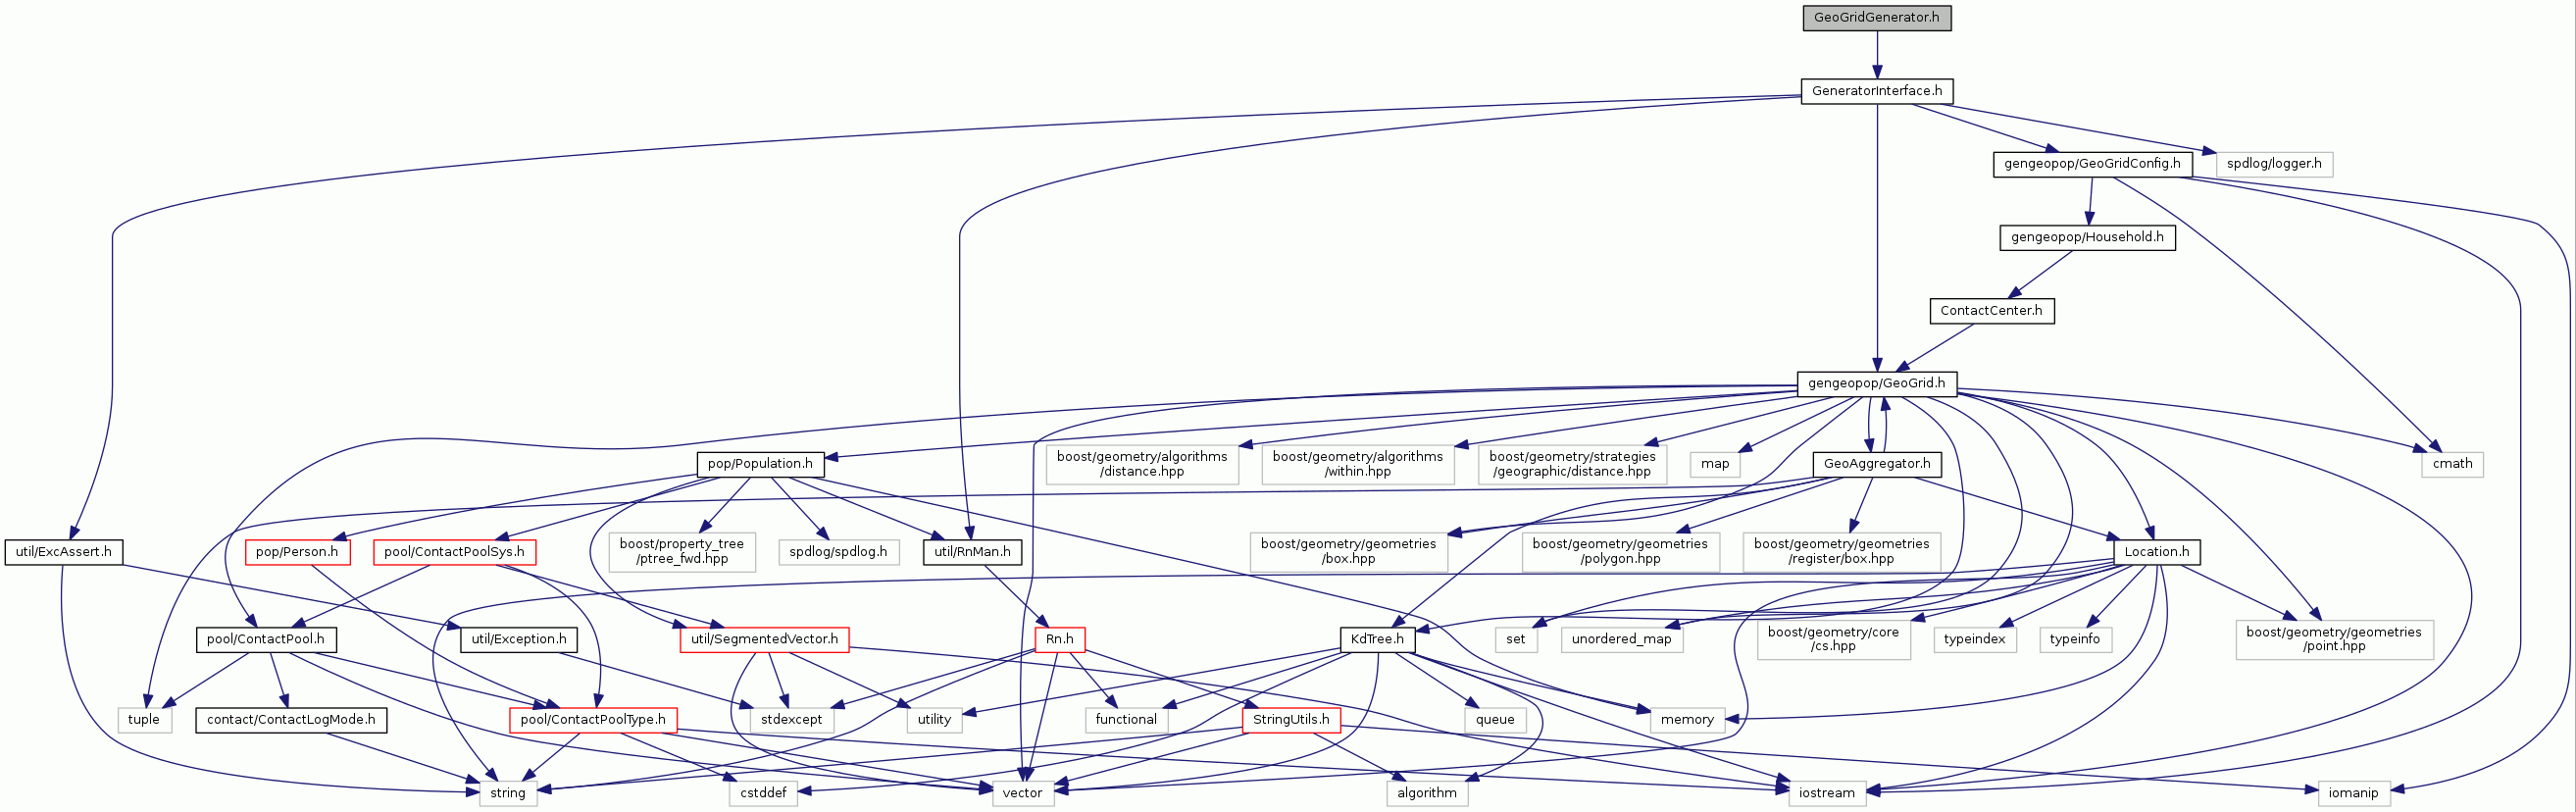 GeoGridGenerator.h
GeneratorInterface.h
gengeopop/GeoGridConfig.h
spdlog/logger.h
gengeopop/Household.h
ContactCenter.h
gengeopop/GeoGrid.h
pop/Population.h
boost/geometry/algorithms
/distance.hpp
boost/geometry/algorithms
/within.hpp
boost/geometry/strategies
/geographic/distance.hpp
map
GeoAggregator.h
cmath
util/ExcAssert.h
pop/Person.h
pool/ContactPoolSys.h
boost/property_tree
/ptree_fwd.hpp
spdlog/spdlog.h
util/RnMan.h
boost/geometry/geometries
/box.hpp
boost/geometry/geometries
/polygon.hpp
boost/geometry/geometries
/register/box.hpp
Location.h
pool/ContactPool.h
util/Exception.h
util/SegmentedVector.h
Rn.h
KdTree.h
set
unordered_map
boost/geometry/core
/cs.hpp
typeindex
typeinfo
boost/geometry/geometries
/point.hpp
tuple
contact/ContactLogMode.h
pool/ContactPoolType.h
stdexcept
utility
functional
StringUtils.h
queue
memory
string
cstddef
vector
algorithm
iostream
iomanip